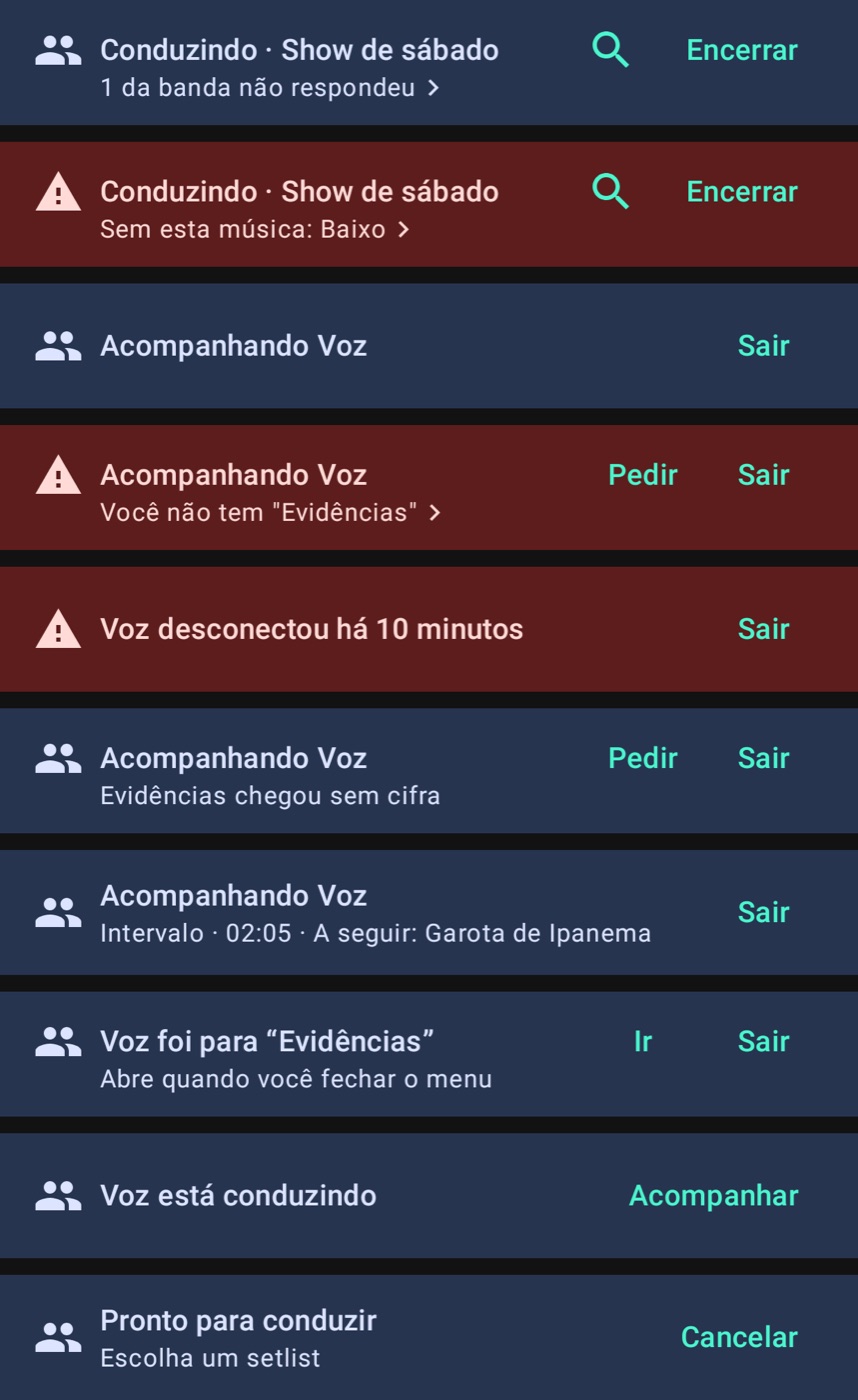 Conduzindo · Show de sábado Encerrar
1 da banda não respondeu
Conduzindo · Show de sábado Encerrar
Sem esta música: Baixo
Acompanhando Voz Sair
Acompanhando Voz Pedir Sair
Você não tem "Evidências"
Voz desconectou há 10 minutos Sair
Acompanhando Voz Pedir Sair
Evidências chegou sem cifra
Acompanhando Voz
Sair
Intervalo · 02:05 · A seguir: Garota de Ipanema
Voz foi para “Evidências” Ir Sair
Abre quando você fechar o menu
Voz está conduzindo Acompanhar
Pronto para conduzir
Cancelar
Escolha um setlist